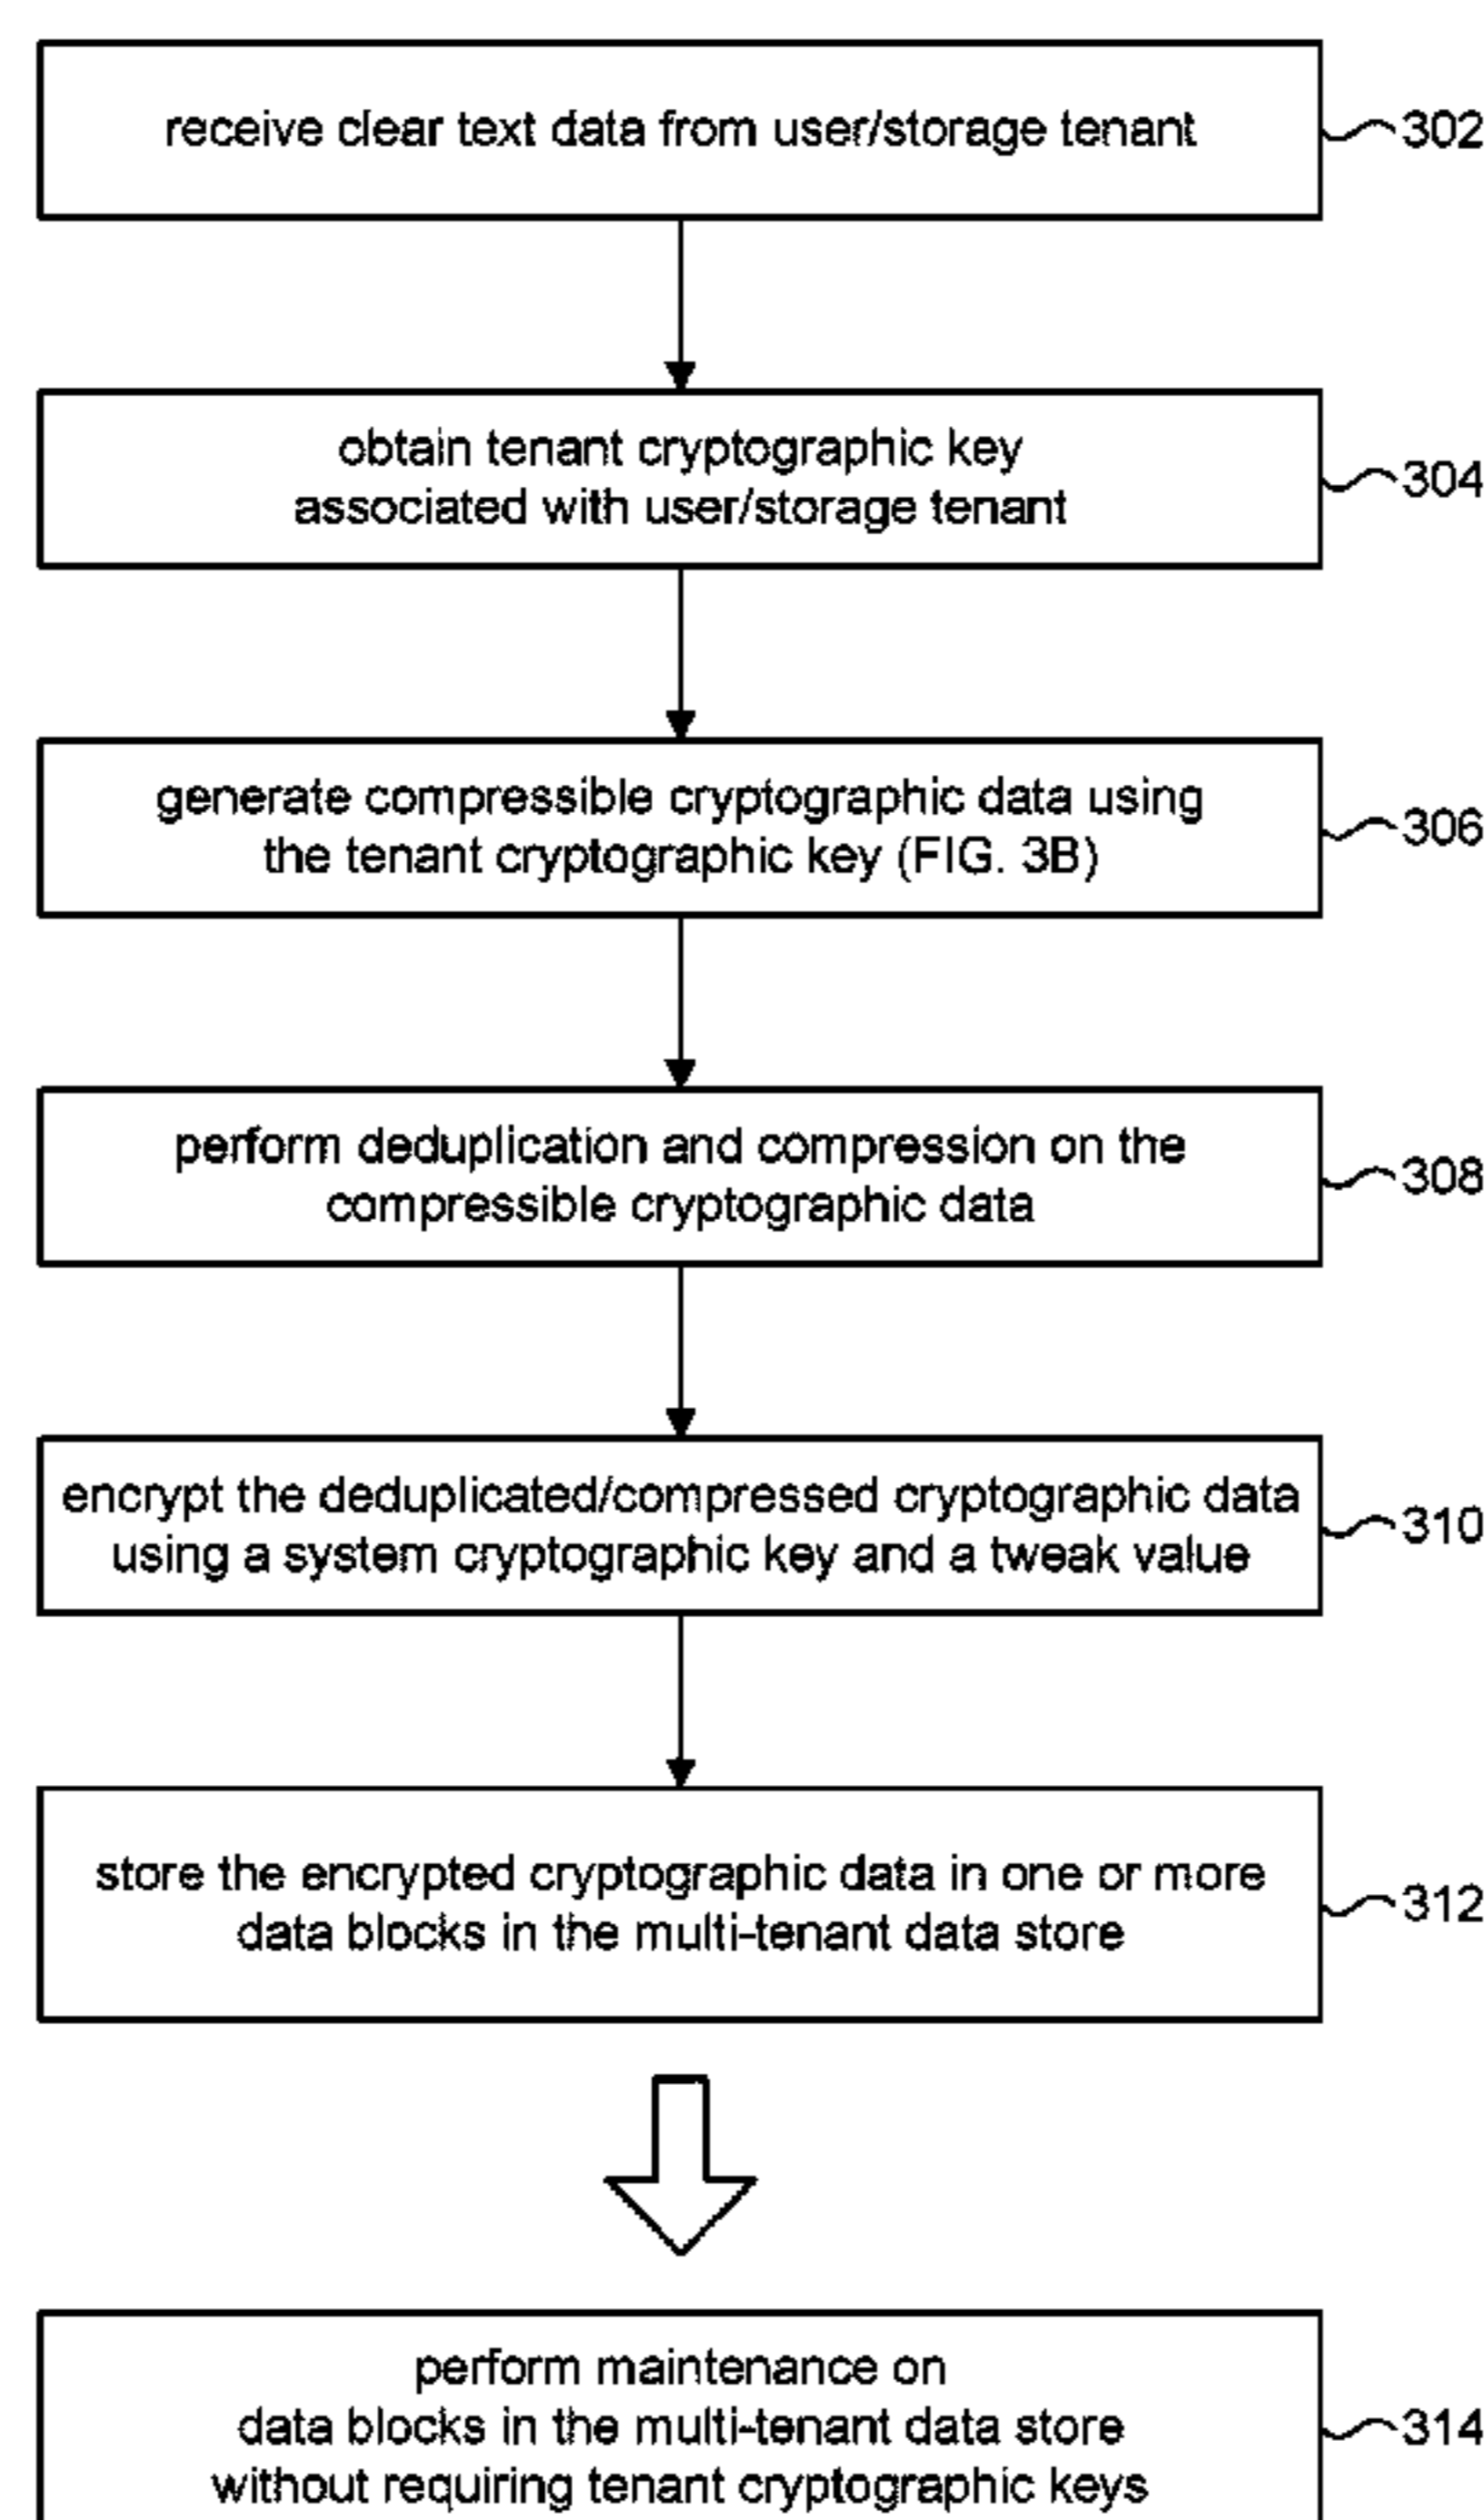 receive clear text data from user/storage tenant
302
obtain tenant cryptographic key
associated with user/storage tenant
304
generate compressible cryptographic data using
the tenant cryptographic key (FIG. 3B)
306
perform deduplication and compression on the
compressible cryptographic data
308
encrypt the deduplicated/compressed cryptographic data
using a system cryptographic key and a tweak value
310
store the encrypted cryptographic data in one or more
data blocks in the multi-tenant data store
312
perform maintenance on
data blocks in the multi-tenant data store
without requiring tenant cryptographic keys
314